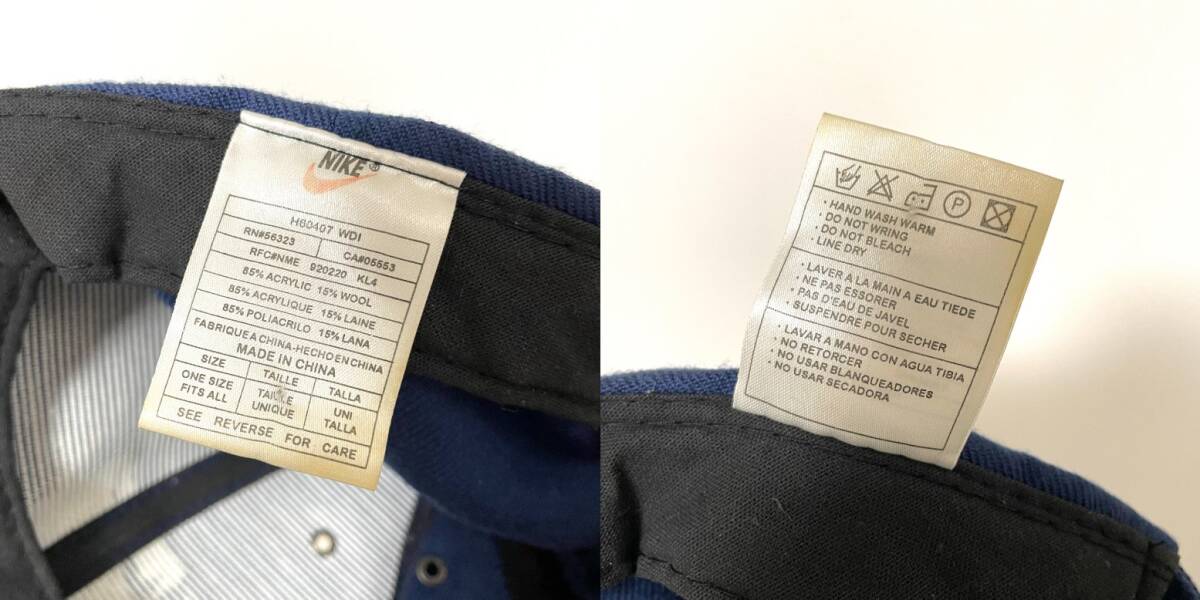 NIKE®
H60407 WDI
RN#56323 CA#05553
RFC#NME 920220 KL4
85% ACRYLIC 15% WOOL
85% ACRYLIQUE 15% LAINE
85% POLIACRILO 15% LANA
FABRIQUE A CHINA-HECHO EN CHINA
MADE IN CHINA
SIZE TAILLE TALLA
ONE SIZE FITS ALL
TAILLE UNIQUE
UNI TALLA
SEE REVERSE FOR CARE
P
· HAND WASH WARM
· DO NOT WRING
· DO NOT BLEACH
· LINE DRY
· LAVER A LA MAIN A EAU TIEDE
· NE PAS ESSORER
· PAS D'EAU DE JAVEL
· SUSPENDRE POUR SECHER
· LAVAR A MANO CON AGUA TIBIA
· NO RETORCER
· NO USAR BLANQUEADORES
· NO USAR SECADORA